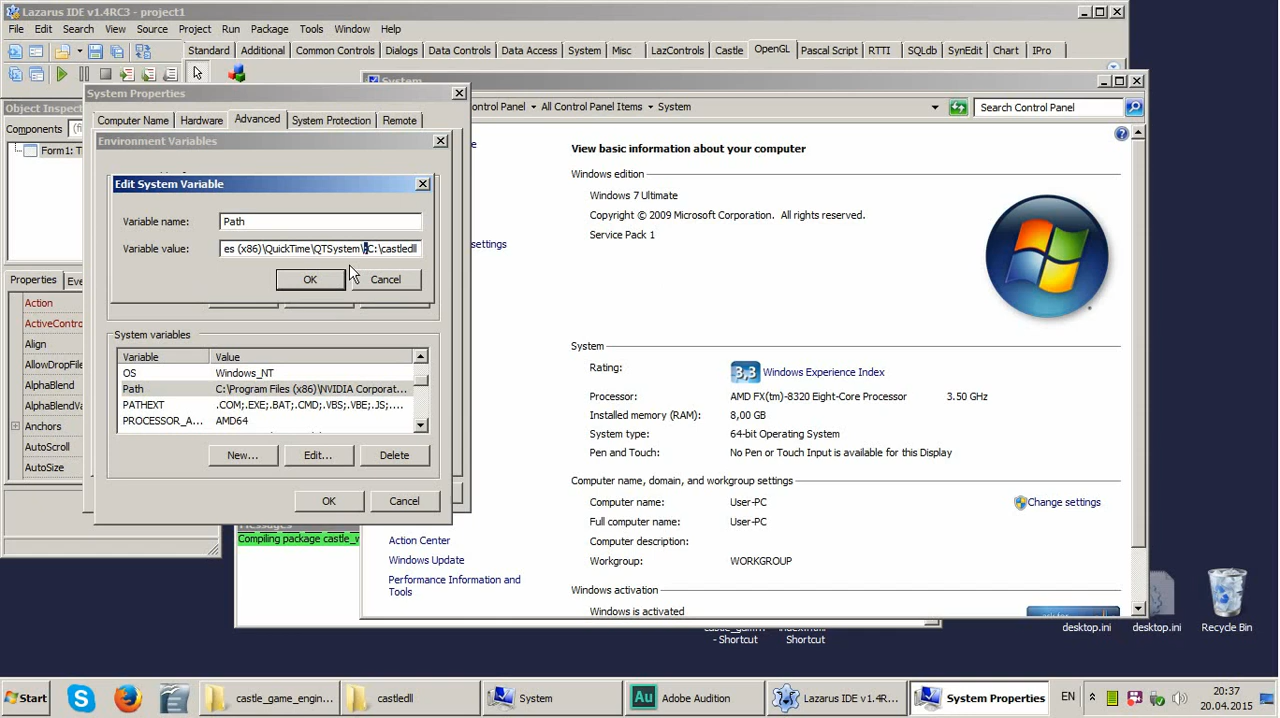 Lazarus IDE v1.4RC3 - project1
File Edit Search View Source Project Run Package Tools Window Help
Standard Additional Common Controls Dialogs Data Controls Data Access System Misc LazControls Castle OpenGL Pascal Script RTTI SQLdb SynEdit Chart IPro
System
Control Panel All Control Panel Items System
Search Control Panel
System Properties
Computer Name Hardware Advanced System Protection Remote
Object Inspect
Components (fi
Form1: T
Environment Variables
Edit System Variable
Variable name: Path
Variable value: es (x86)\QuickTime\QTSystem\;C:\castledll
OK Cancel
System variables
Variable Value
OS Windows_NT
Path C:\Program Files (x86)\NVIDIA Corporat...
PATHEXT .COM;.EXE;.BAT;.CMD;.VBS;.VBE;.JS;...
PROCESSOR_A... AMD64
New... Edit... Delete
OK Cancel
Properties Eve
Action
ActiveContro
Align
AllowDropFile
AlphaBlend
AlphaBlendVa
Anchors
AutoScroll
AutoSize
Messages
Compiling package castle_w
settings
View basic information about your computer
Windows edition
Windows 7 Ultimate
Copyright © 2009 Microsoft Corporation. All rights reserved.
Service Pack 1
System
Rating: 3,3 Windows Experience Index
Processor: AMD FX(tm)-8320 Eight-Core Processor 3.50 GHz
Installed memory (RAM): 8,00 GB
System type: 64-bit Operating System
Pen and Touch: No Pen or Touch Input is available for this Display
Computer name, domain, and workgroup settings
Computer name: User-PC
Change settings
Full computer name: User-PC
Computer description:
Workgroup: WORKGROUP
Windows activation
Windows is activated
Action Center
Windows Update
Performance Information and
Tools
- Shortcut
Shortcut
desktop.ini
desktop.ini
Recycle Bin
Start
castle_game_engin...
castledll
System
Adobe Audition
Lazarus IDE v1.4R...
System Properties
EN
20:37
20.04.2015